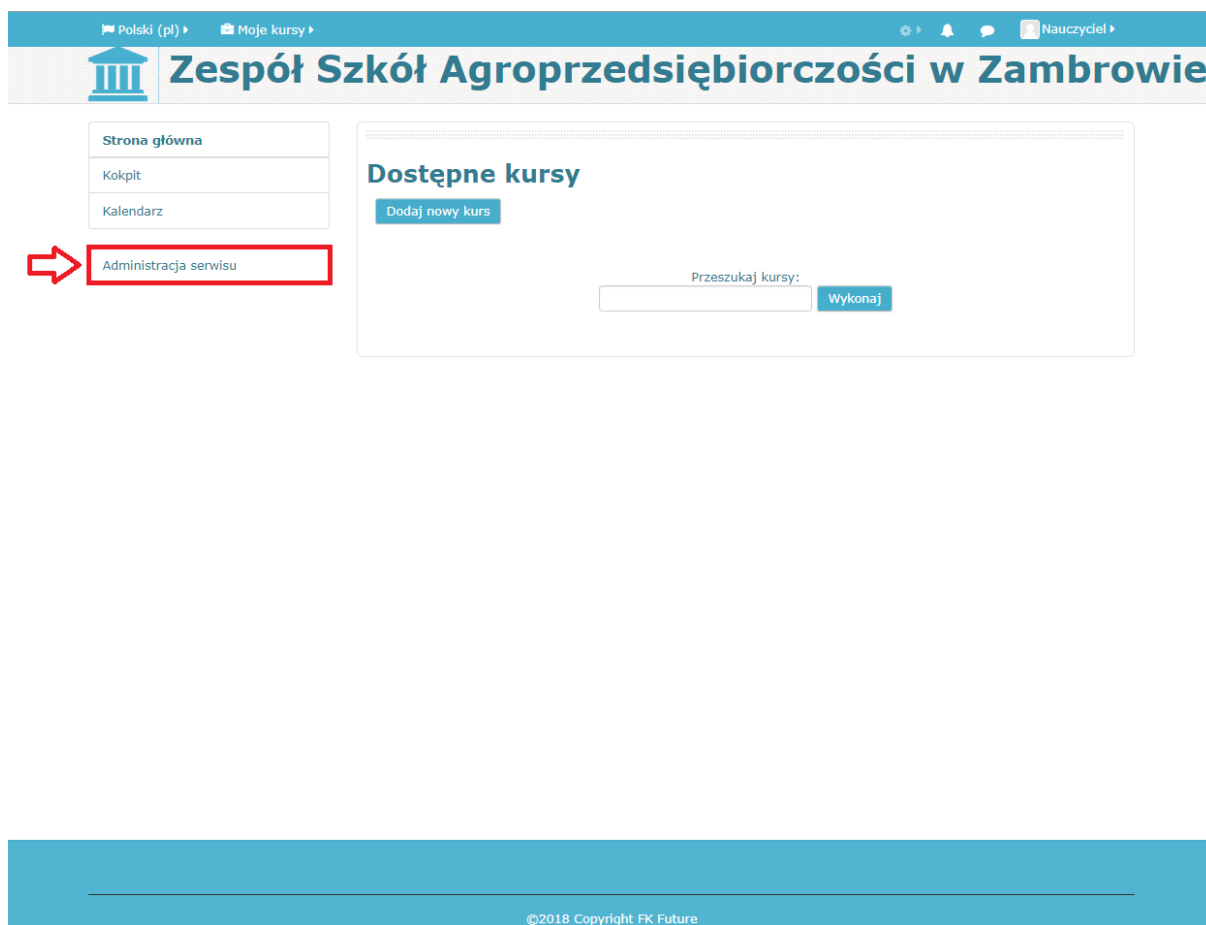 Polski (pl) Moje kursy Nauczyciel
Zespół Szkół Agroprzedsiębiorczości w Zambrowie
Strona główna
Kokpit
Kalendarz
Administracja serwisu
Dostępne kursy
Dodaj nowy kurs
Przeszukaj kursy:
Wykonaj
©2018 Copyright FK Future